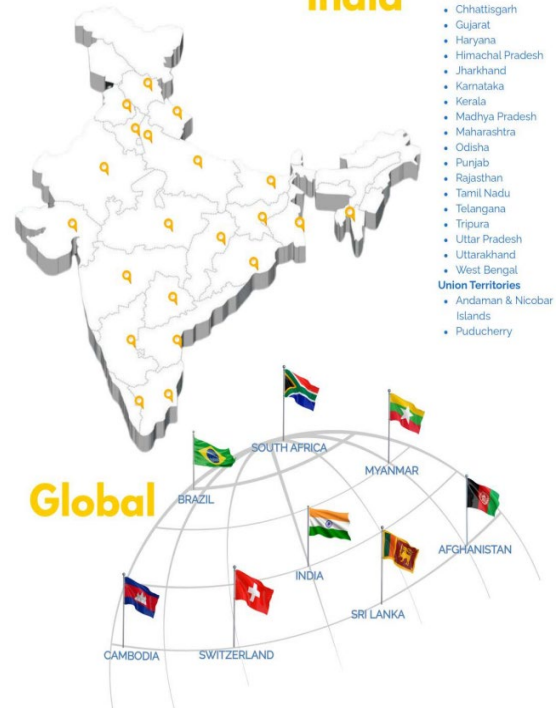 India
• Chhattisgarh
• Gujarat
• Haryana
• Himachal Pradesh
• Jharkhand
• Karnataka
• Kerala
• Madhya Pradesh
• Maharashtra
• Odisha
• Punjab
• Rajasthan
• Tamil Nadu
• Telangana
• Tripura
• Uttar Pradesh
• Uttarakhand
• West Bengal
Union Territories
• Andaman & Nicobar
Islands
• Puducherry
Global
SOUTH AFRICA
MYANMAR
BRAZIL
AFGHANISTAN
INDIA
SRI LANKA
CAMBODIA
SWITZERLAND